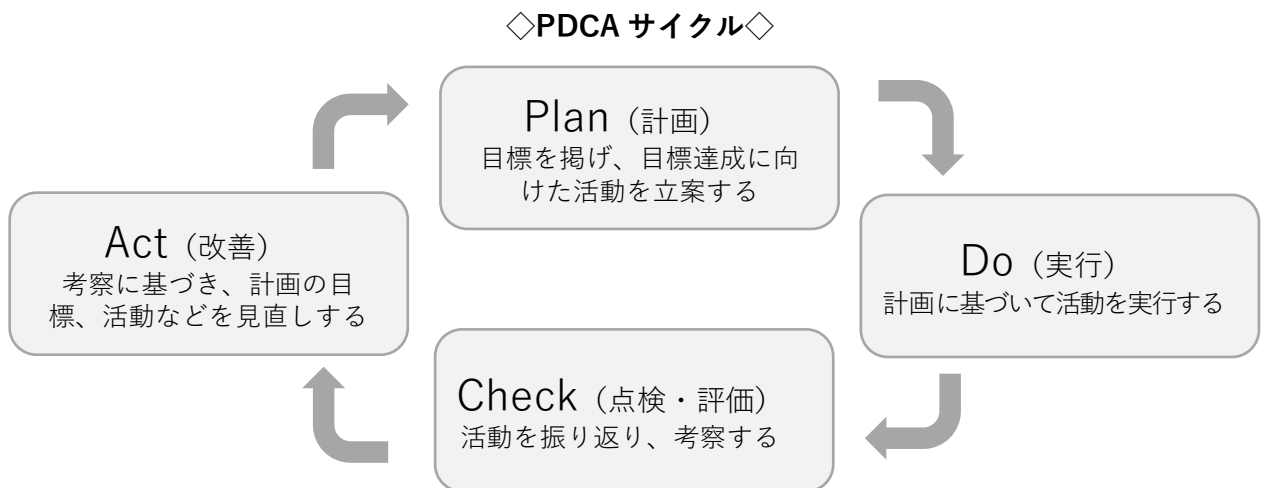 ◇PDCA サイクル◇
Plan（計画）
目標を掲げ、目標達成に向
けた活動を立案する
Do（実行）
計画に基づいて活動を実行する
Check（点検・評価）
活動を振り返り、考察する
Act（改善）
考察に基づき、計画の目
標、活動などを見直しする